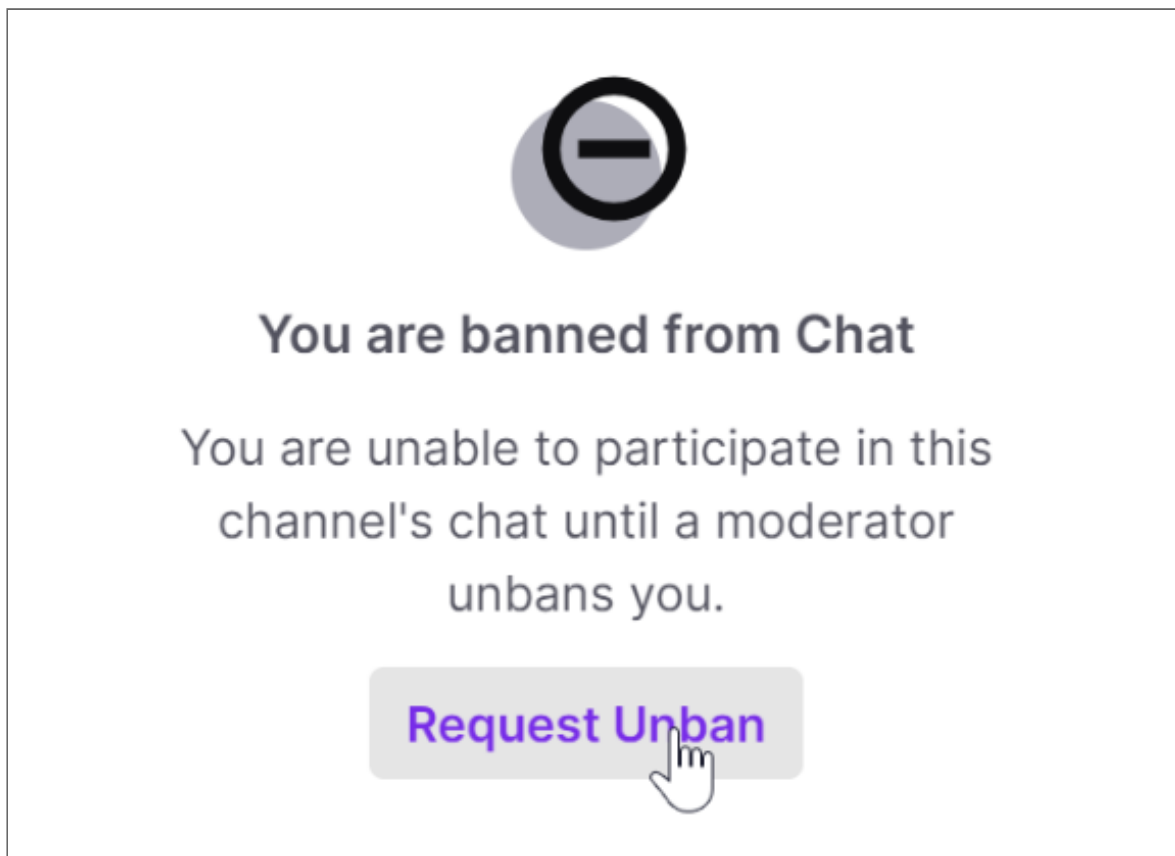 You are banned from Chat
You are unable to participate in this
channel's chat until a moderator
unbans you.
Request Unban